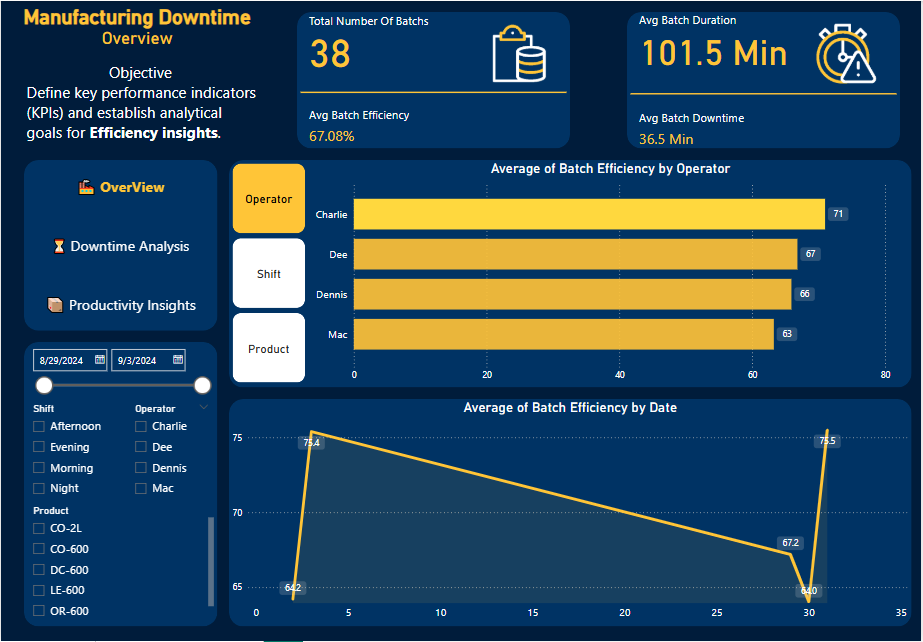 Manufacturing Downtime
Overview
Objective
Define key performance indicators
(KPIs) and establish analytical
goals for Efficiency insights.
Total Number Of Batchs
38
Avg Batch Efficiency
67.08%
Avg Batch Duration
101.5 Min
Avg Batch Downtime
36.5 Min
OverView
Downtime Analysis
Productivity Insights
8/29/2024 9/3/2024
Shift Operator
Afternoon Charlie
Evening Dee
Morning Dennis
Night Mac
Product
CO-2L
CO-600
DC-600
LE-600
OR-600
Operator
Shift
Product
Average of Batch Efficiency by Operator
Charlie 71
Dee 67
Dennis 66
Mac 63
0 20 40 60 80
Average of Batch Efficiency by Date
75 75.4 75.5
70
67.2
65 64.2 64.0
0 5 10 15 20 25 30 35